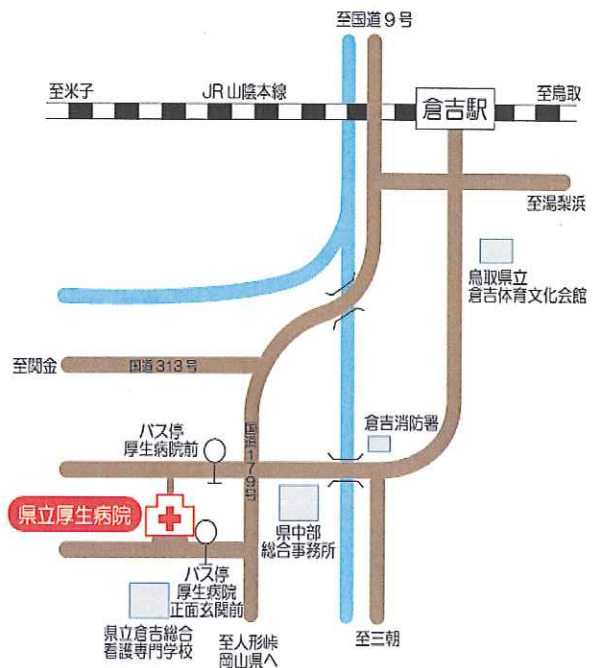 至国道9号
至米子
JR山陰本線
倉吉駅
至鳥取
至湯梨浜
鳥取県立
倉吉体育文化会館
至関金
国道313号
国道179号
倉吉消防署
バス停
厚生病院前
県立厚生病院
県中部
総合事務所
バス停
厚生病院
正面玄関前
県立倉吉総合
看護専門学校
至人形峠
岡山県へ
至三朝